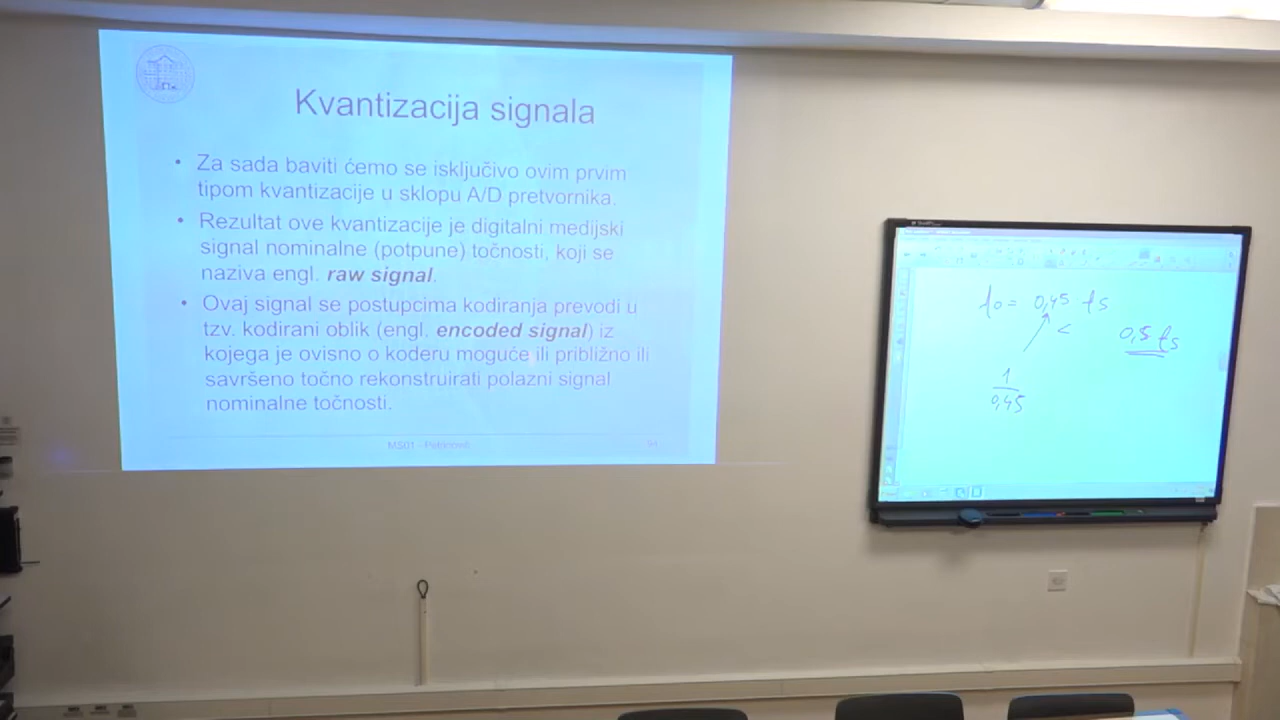 Kvantizacija signala
• Za sada baviti ćemo se isključivo ovim prvim
tipom kvantizacije u sklopu A/D pretvornika.
• Rezultat ove kvantizacije je digitalni medijski
signal nominalne (potpune) točnosti, koji se
naziva engl. raw signal.
• Ovaj signal se postupcima kodiranja prevodi u
tzv. kodirani oblik (engl. encoded signal) iz
kojega je ovisno o koderu moguće ili približno ili
savršeno točno rekonstruirati polazni signal
nominalne točnosti.
MS01 - Petrinović
54
f0 = 0,45 fs
< 0,5 fs
1
0,45